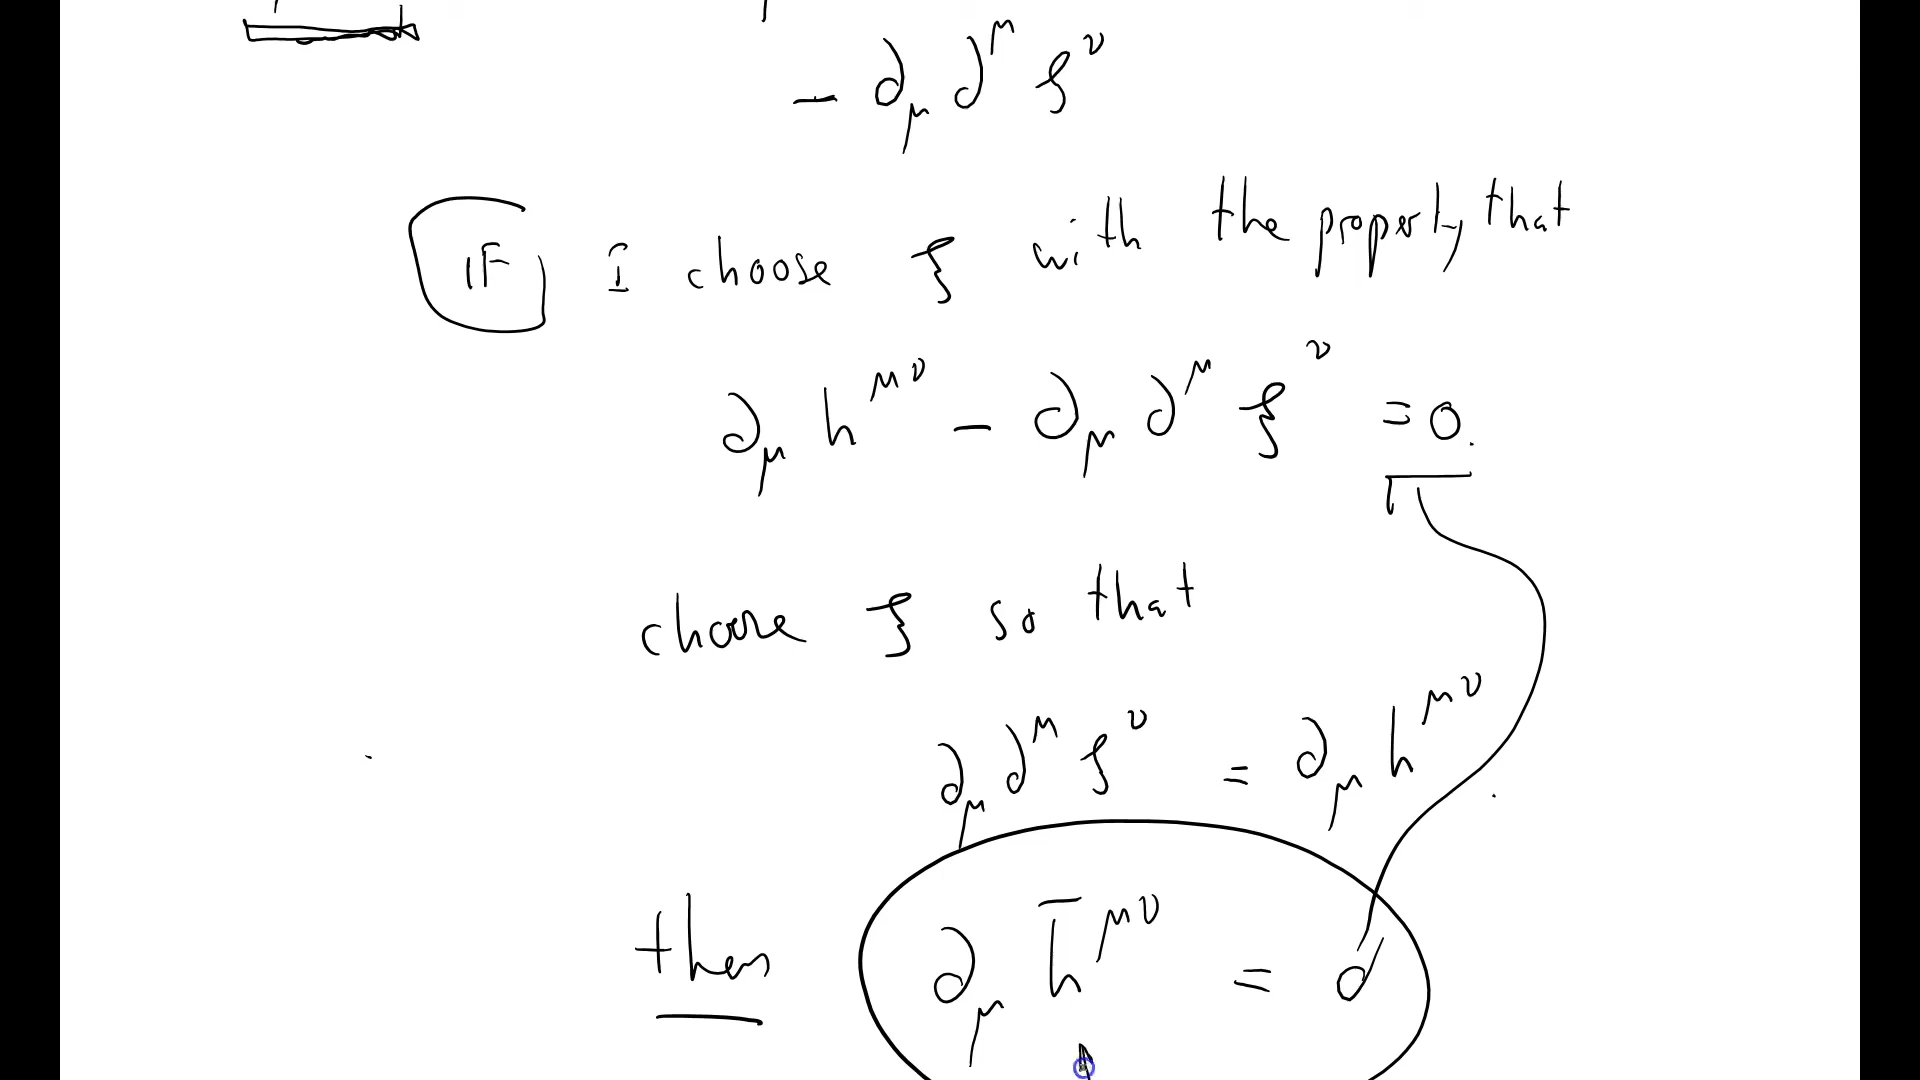 − ∂_μ ∂^μ ξ^ν
IF I choose ξ with the property that
∂_μ h^{μν} − ∂_μ ∂^μ ξ^ν = 0.
choose ξ so that
∂_μ ∂^μ ξ^ν = ∂_μ h^{μν}
then ∂_μ h̄^{μν} = 0